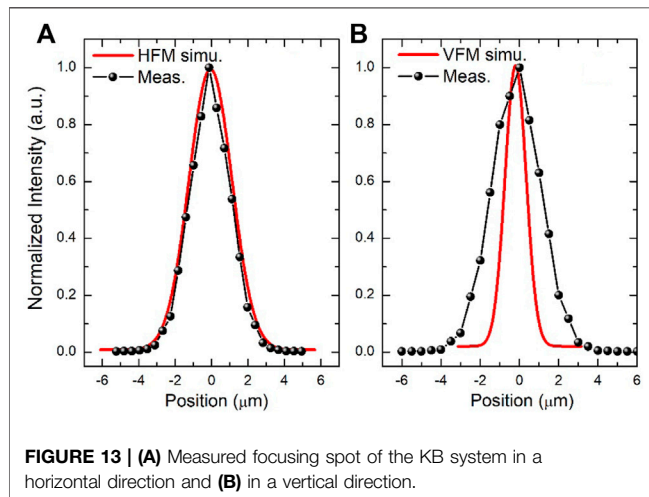 A
B
HFM simu.
Meas.
VFM simu.
Meas.
Normalized Intensity (a.u.)
1.0
0.8
0.6
0.4
0.2
0.0
1.0
0.8
0.6
0.4
0.2
0.0
-6 -4 -2 0 2 4 6
-6 -4 -2 0 2 4 6
Position (μm)
Position (μm)
FIGURE 13 | (A) Measured focusing spot of the KB system in a
horizontal direction and (B) in a vertical direction.